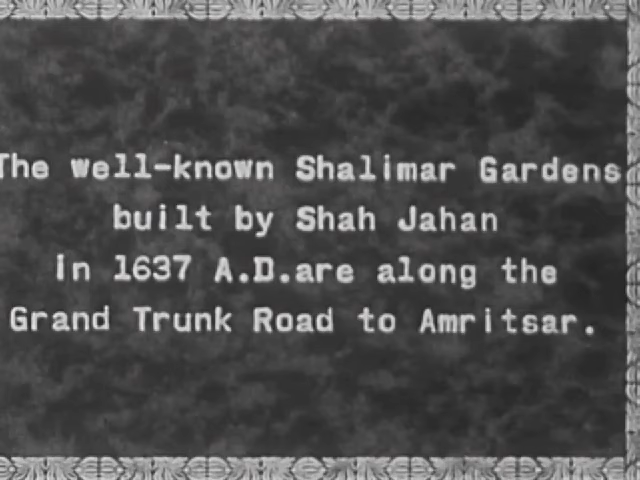 The well-known Shalimar Gardens
built by Shah Jahan
in 1637 A.D.are along the
Grand Trunk Road to Amritsar.